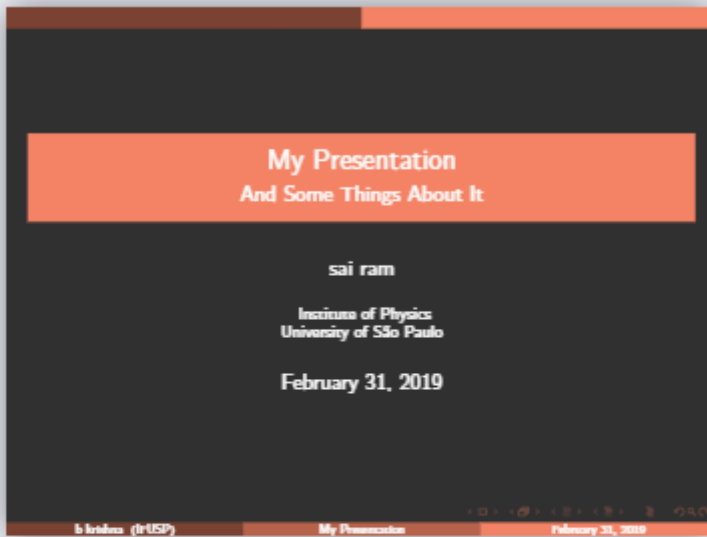 My Presentation
And Some Things About It
sai ram
Institute of Physics
University of São Paulo
February 31, 2019
b krishna (IFUSP)
My Presentation
February 31, 2019